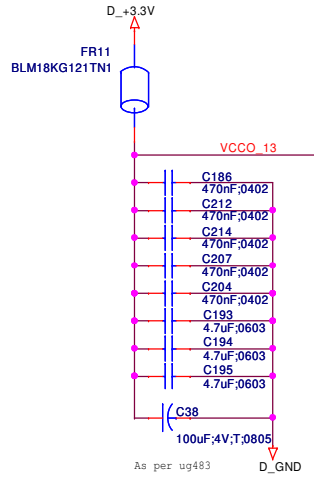 D_+3.3V
FR11
BLM18KG121TN1
VCCO_13
C186
470nF;0402
C212
470nF;0402
C214
470nF;0402
C207
470nF;0402
C204
470nF;0402
C193
4.7uF;0603
C194
4.7uF;0603
C195
4.7uF;0603
C38
100uF;4V;T;0805
As per ug483
D_GND